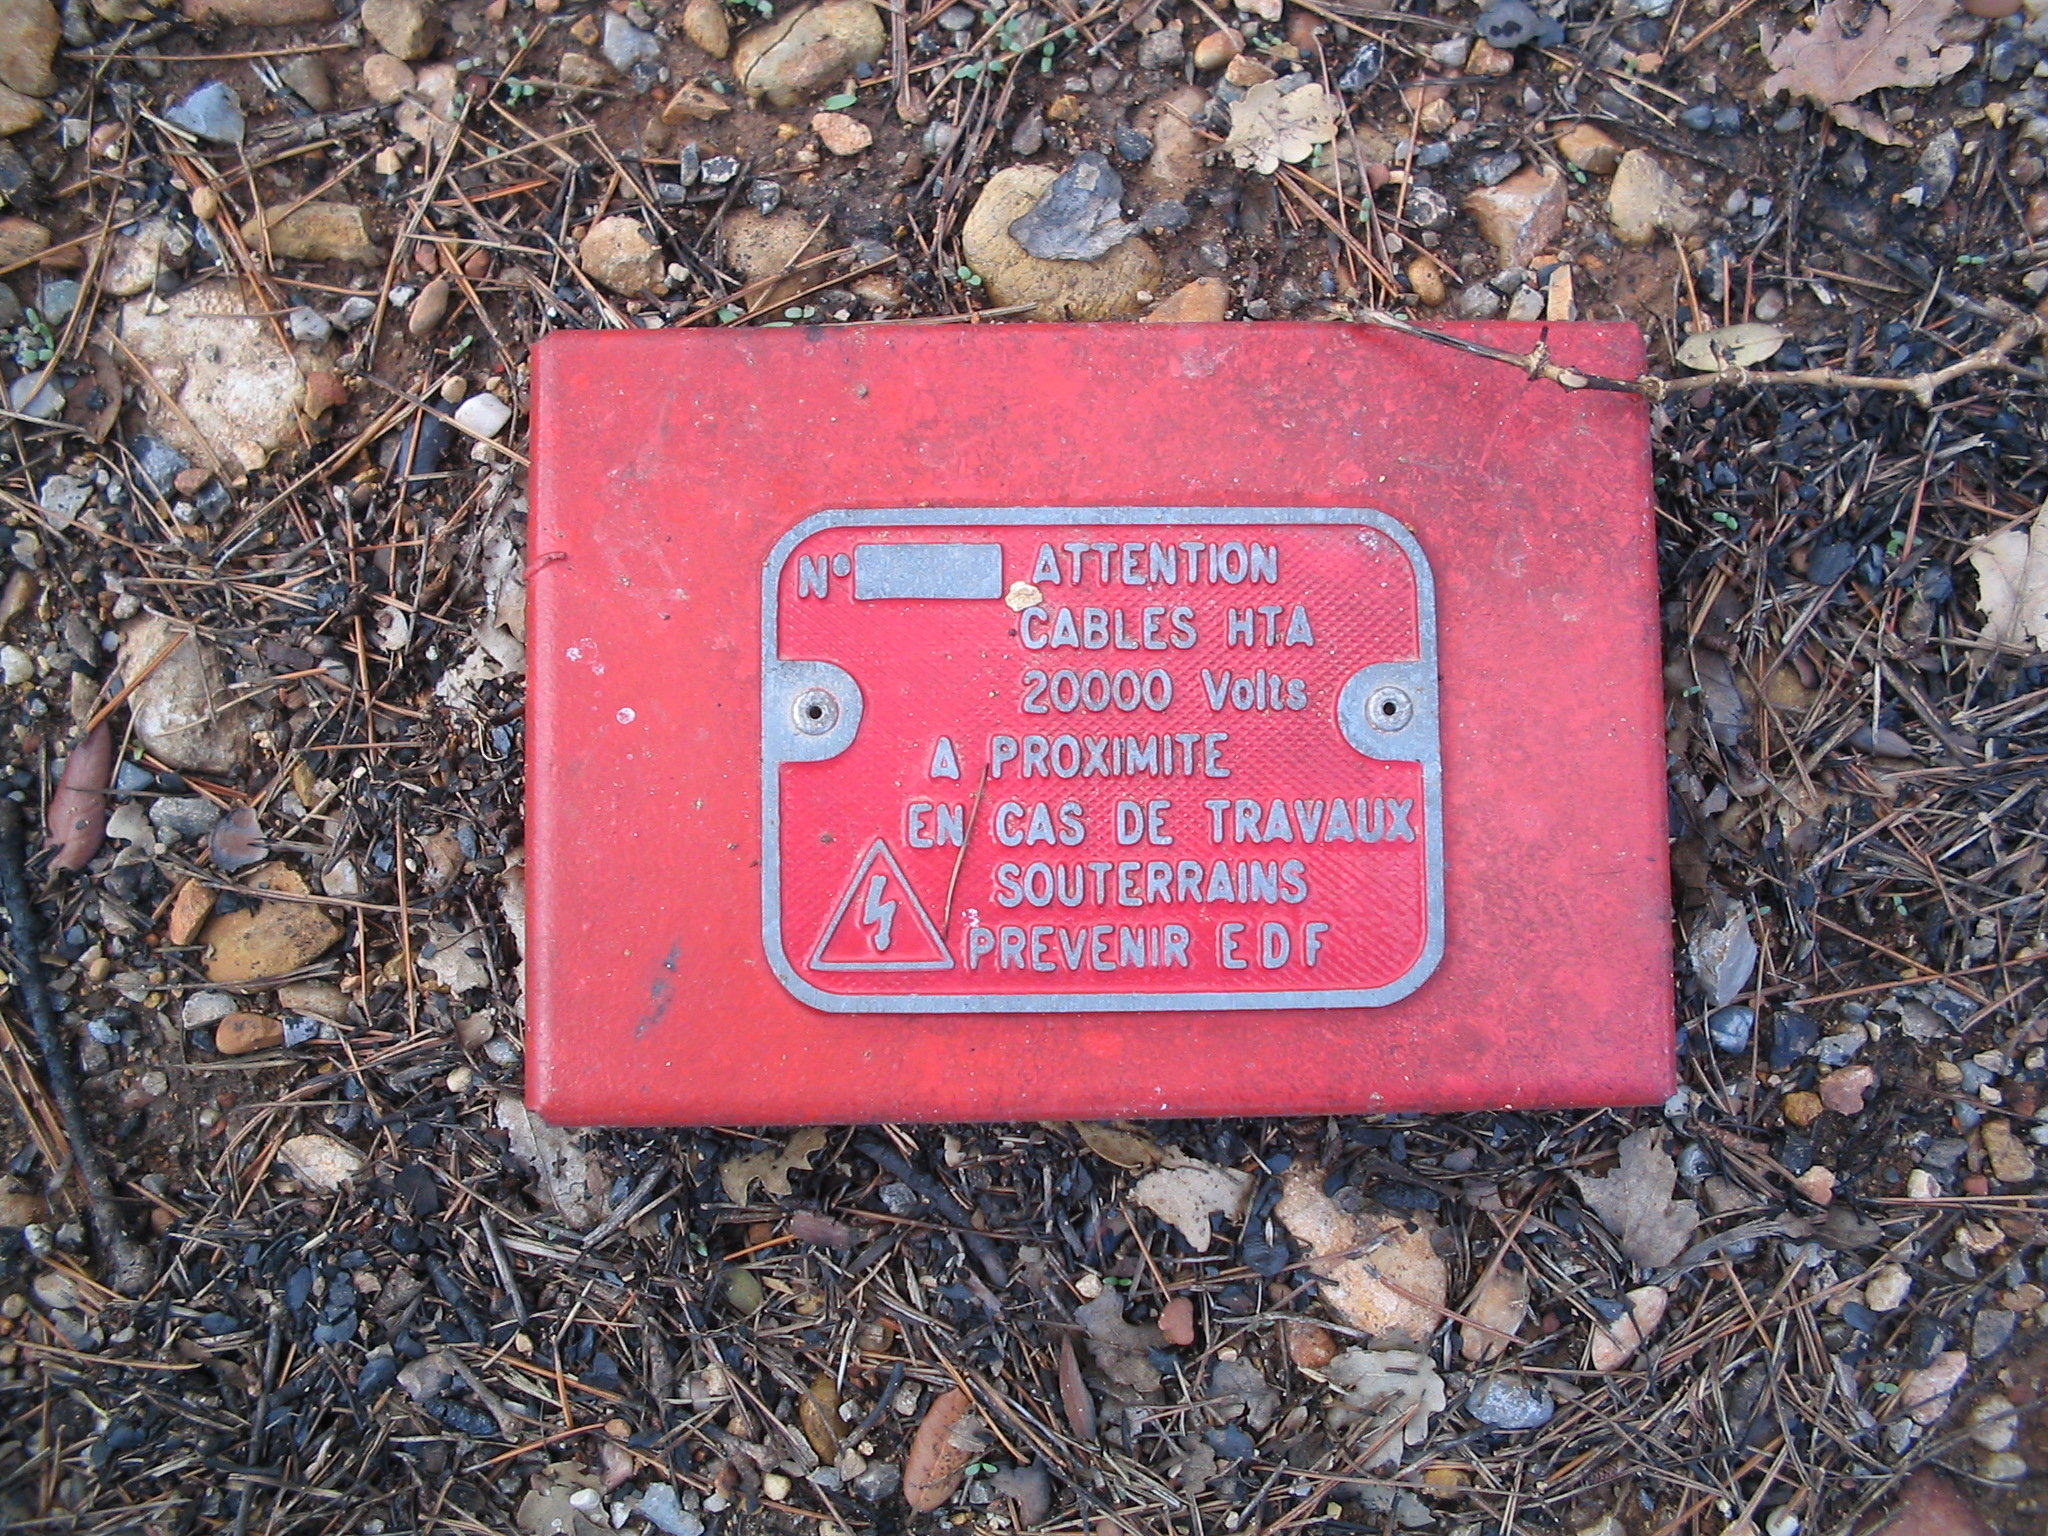 N° ATTENTION
CABLES HTA
20000 Volts
A PROXIMITE
EN CAS DE TRAVAUX
SOUTERRAINS
PREVENIR EDF